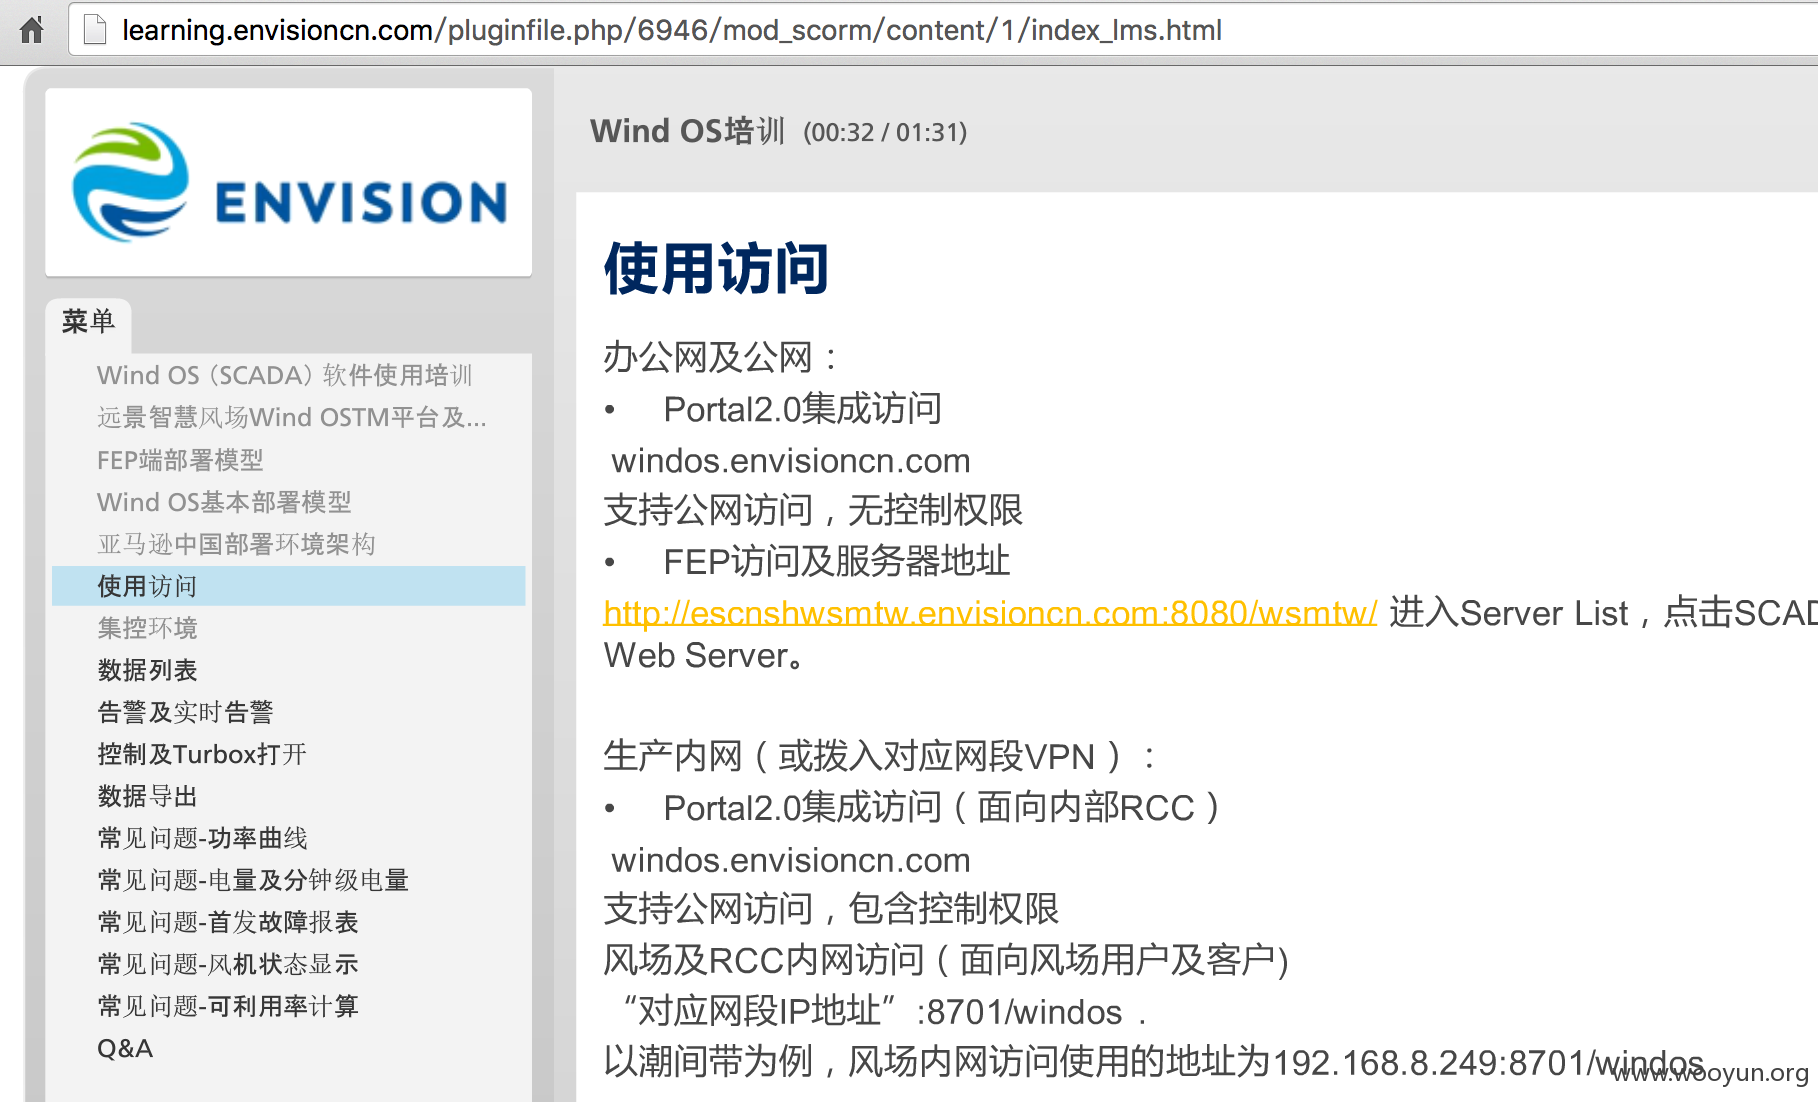 learning.envisioncn.com/pluginfile.php/6946/mod_scorm/content/1/index_lms.html
ENVISION
菜单
Wind OS（SCADA）软件使用培训
远景智慧风场Wind OSTM平台及...
FEP端部署模型
Wind OS基本部署模型
亚马逊中国部署环境架构
使用访问
集控环境
数据列表
告警及实时告警
控制及Turbox打开
数据导出
常见问题-功率曲线
常见问题-电量及分钟级电量
常见问题-首发故障报表
常见问题-风机状态显示
常见问题-可利用率计算
Q&A
Wind OS培训 (00:32 / 01:31)
使用访问
办公网及公网：
• Portal2.0集成访问
windos.envisioncn.com
支持公网访问，无控制权限
• FEP访问及服务器地址
http://escnshwsmtw.envisioncn.com:8080/wsmtw/ 进入Server List，点击SCAD
Web Server。
生产内网（或拨入对应网段VPN）：
• Portal2.0集成访问（面向内部RCC）
windos.envisioncn.com
支持公网访问，包含控制权限
风场及RCC内网访问（面向风场用户及客户)
“对应网段IP地址”:8701/windos .
以潮间带为例，风场内网访问使用的地址为192.168.8.249:8701/windos
www.wooyun.org